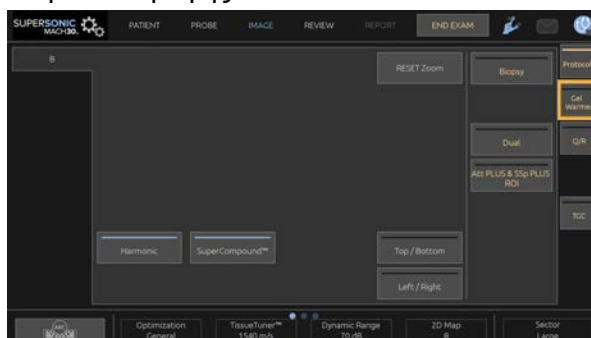 SUPERSONIC
MACH30.
PATIENT
PROBE
IMAGE
REVIEW
REPORT
END EXAM
B
RESET Zoom
Biopsy
Protocol
Gel
Warmer
Dual
Q/R
Att PLUS & SSp PLUS
ROI
TGC
Harmonic
SuperCompound™
Top / Bottom
Left / Right
Optimization
General
TissueTuner™
1540 m/s
Dynamic Range
70 dB
2D Map
8
Sector
Large